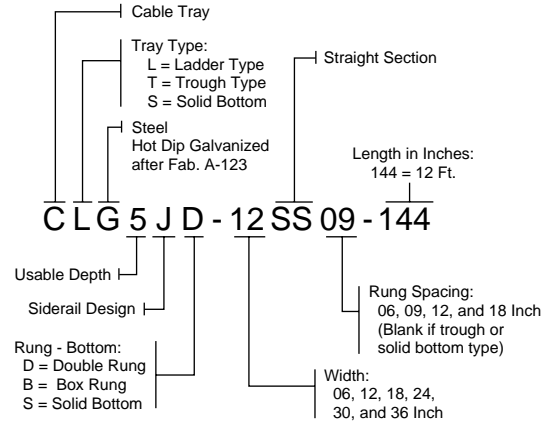 Cable Tray
Tray Type:
L = Ladder Type
T = Trough Type
S = Solid Bottom
Straight Section
Steel
Hot Dip Galvanized
after Fab. A-123
Length in Inches:
144 = 12 Ft.
CLG5JD-12SS09-144
Usable Depth
Siderail Design
Rung - Bottom:
D = Double Rung
B = Box Rung
S = Solid Bottom
Rung Spacing:
06, 09, 12, and 18 Inch
(Blank if trough or
solid bottom type)
Width:
06, 12, 18, 24,
30, and 36 Inch